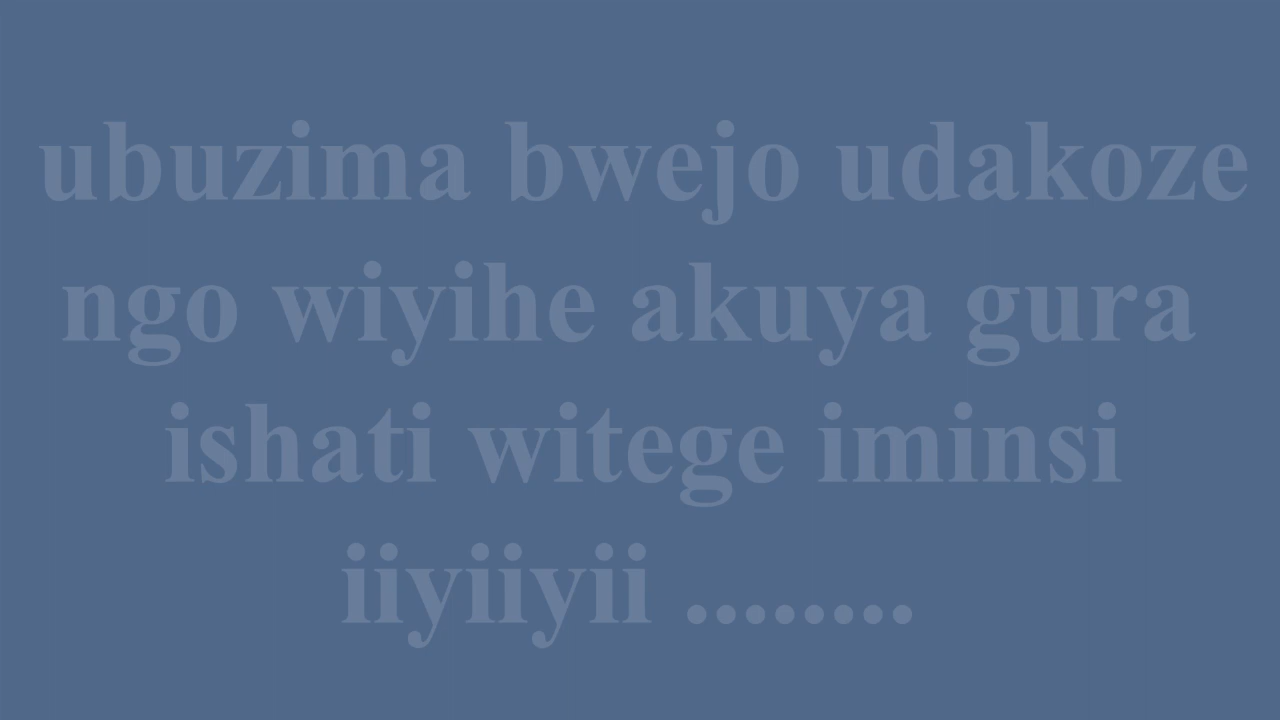 ubuzima bwejo udakoze
ngo wiyihe akuya gura
ishati witege iminsi
iiyiiyii ........